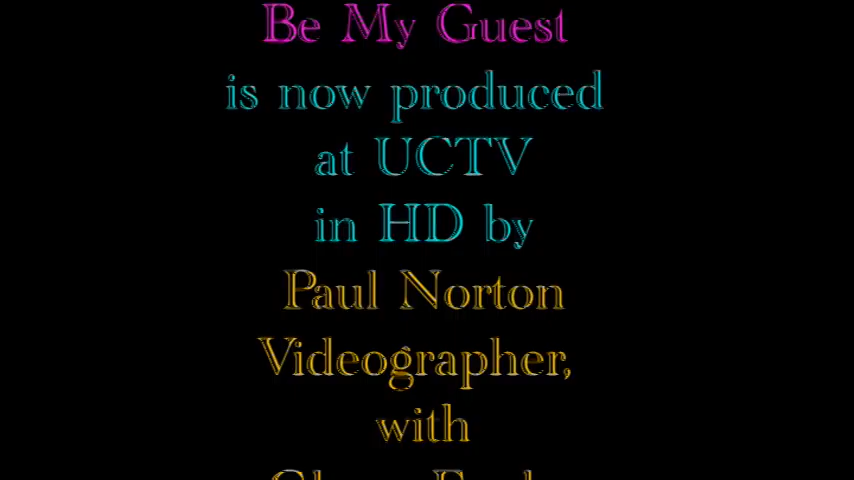 Be My Guest
is now produced
at UCTV
in HD by
Paul Norton
Videographer,
with